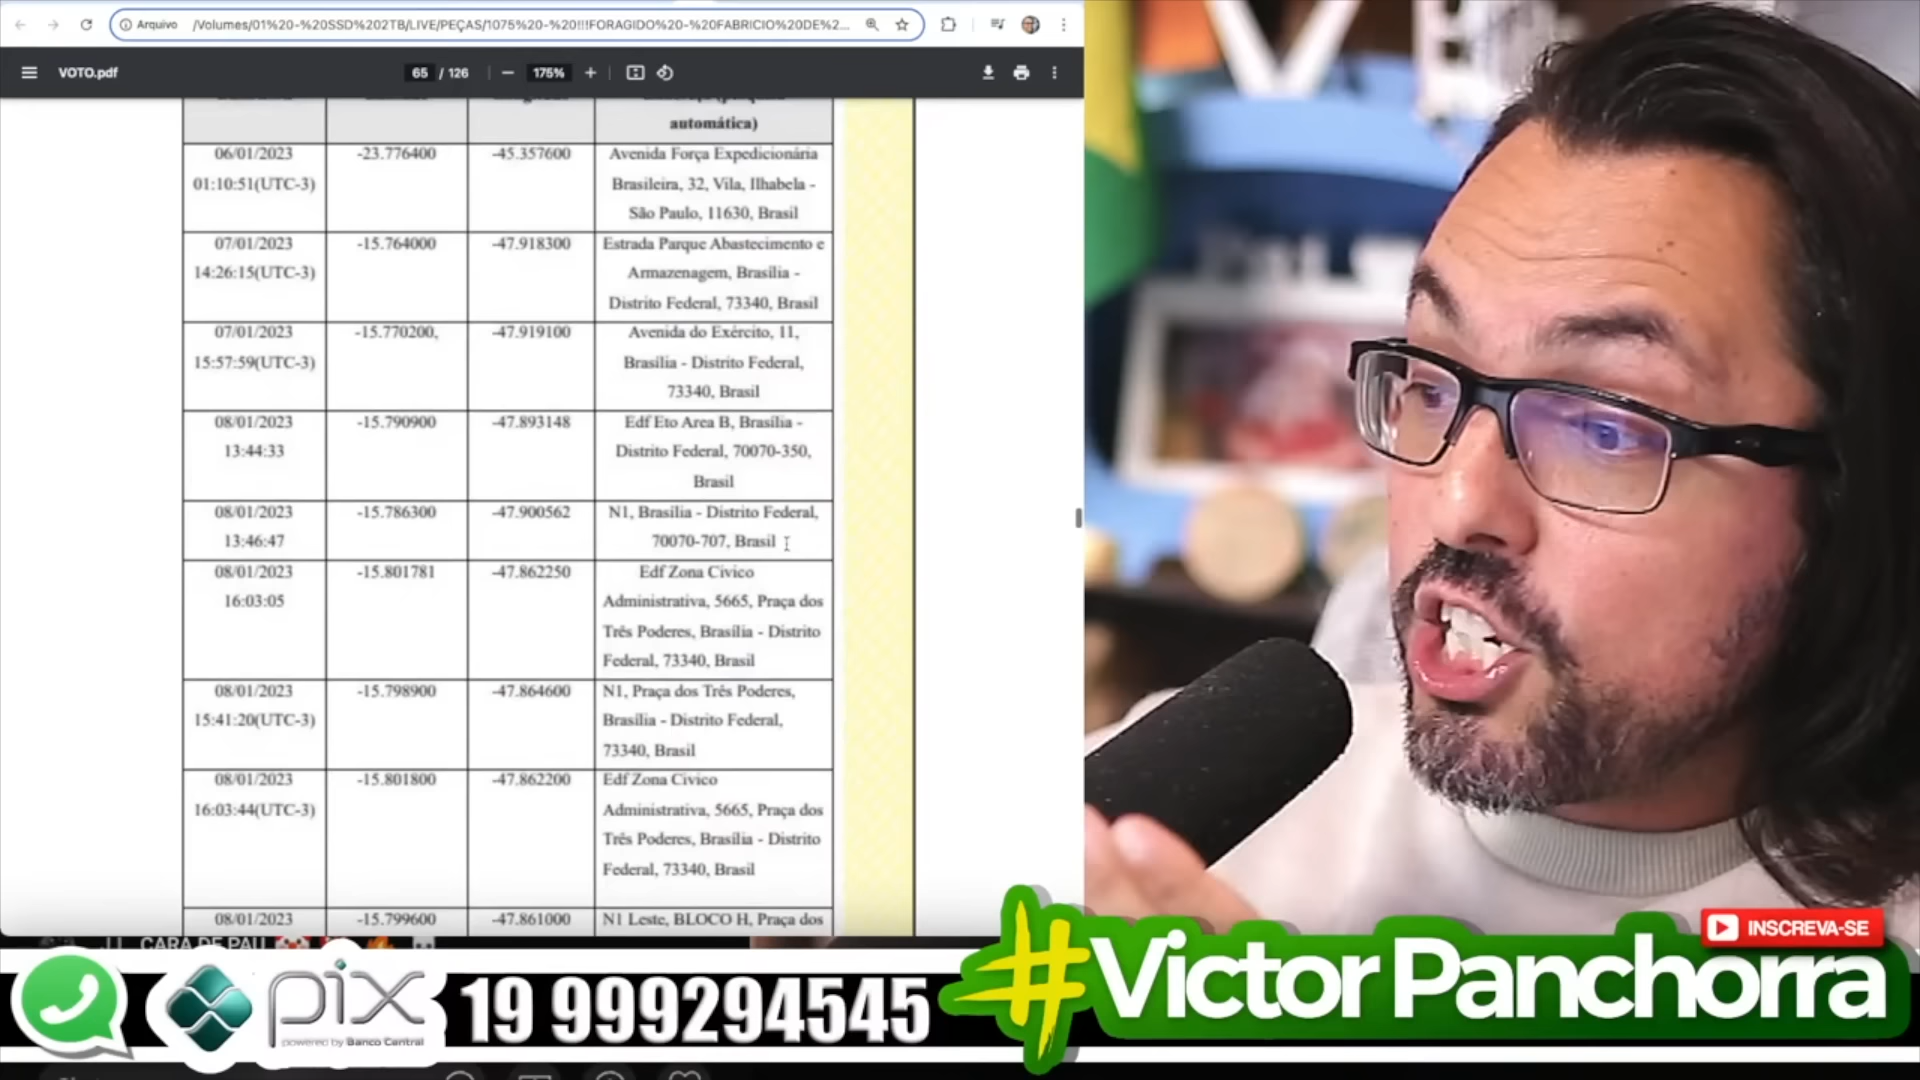 Arquivo /Volumes/01%20-%20SSD%202TB/LIVE/PEÇAS/1075%20-%20!!!FORAGIDO%20-%20FABRICIO%20DE%2...
VOTO.pdf 65 / 126 175%
automática)
06/01/2023 -23.776400 -45.357600 Avenida Força Expedicionária
01:10:51(UTC-3) Brasileira, 32, Vila, Ilhabela -
São Paulo, 11630, Brasil
07/01/2023 -15.764000 -47.918300 Estrada Parque Abastecimento e
14:26:15(UTC-3) Armazenagem, Brasília -
Distrito Federal, 73340, Brasil
07/01/2023 -15.770200, -47.919100 Avenida do Exército, 11,
15:57:59(UTC-3) Brasília - Distrito Federal,
73340, Brasil
08/01/2023 -15.790900 -47.893148 Edf Eto Area B, Brasília -
13:44:33 Distrito Federal, 70070-350,
Brasil
08/01/2023 -15.786300 -47.900562 N1, Brasília - Distrito Federal,
13:46:47 70070-707, Brasil
08/01/2023 -15.801781 -47.862250 Edf Zona Cívico
16:03:05 Administrativa, 5665, Praça dos
Três Poderes, Brasília - Distrito
Federal, 73340, Brasil
08/01/2023 -15.798900 -47.864600 N1, Praça dos Três Poderes,
15:41:20(UTC-3) Brasília - Distrito Federal,
73340, Brasil
08/01/2023 -15.801800 -47.862200 Edf Zona Cívico
16:03:44(UTC-3) Administrativa, 5665, Praça dos
Três Poderes, Brasília - Distrito
Federal, 73340, Brasil
08/01/2023 -15.799600 -47.861000 N1 Leste, BLOCO H, Praça dos
CARA DE PAU
INSCREVA-SE
pix 19 999294545 #Victor Panchorra
powered by Banco Central